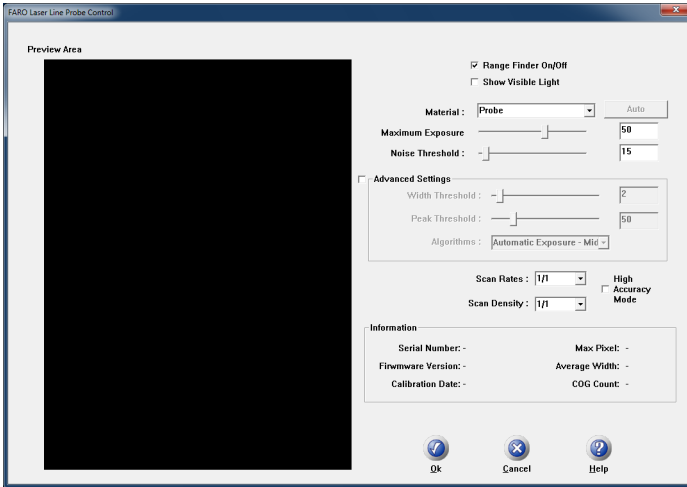 FARO Laser Line Probe Control
Preview Area
Range Finder On/Off
Show Visible Light
Material : Probe Auto
Maximum Exposure 50
Noise Threshold : 15
Advanced Settings
Width Threshold : 2
Peak Threshold : 50
Algorithms : Automatic Exposure - Mid
Scan Rates : 1/1
High Accuracy Mode
Scan Density : 1/1
Information
Serial Number: - Max Pixel: -
Firwmware Version: - Average Width: -
Calibration Date: - COG Count: -
Ok Cancel Help